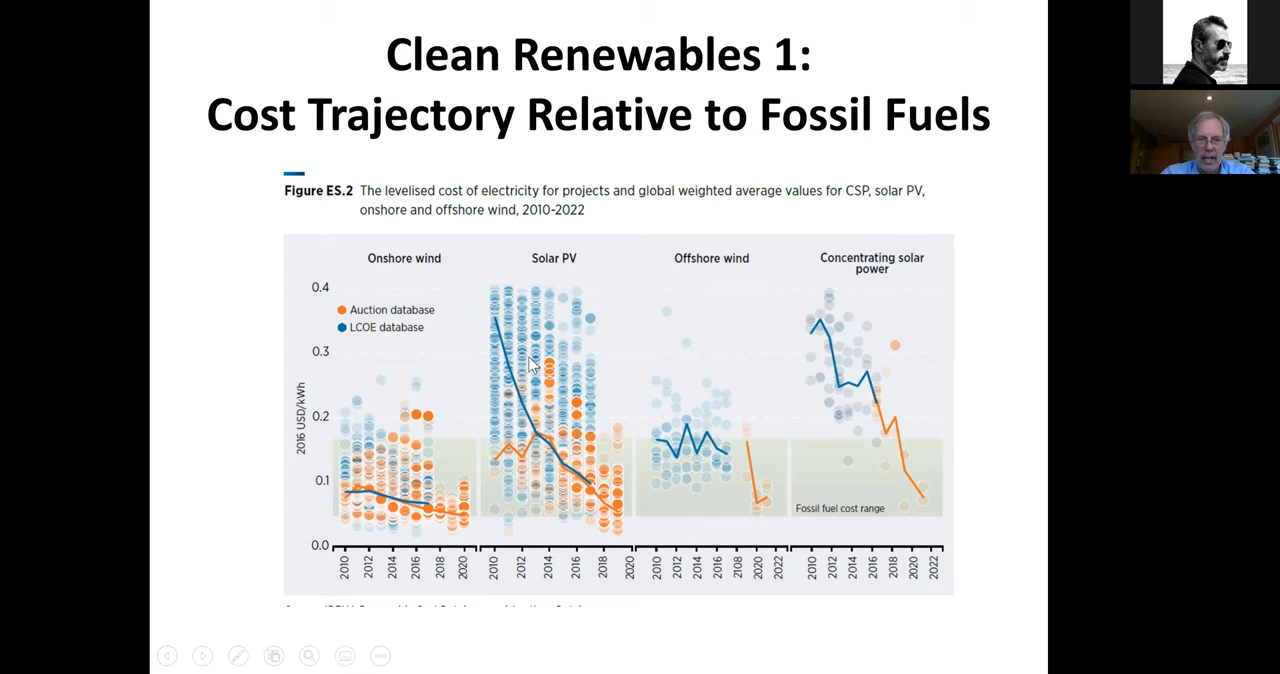 Clean Renewables 1:
Cost Trajectory Relative to Fossil Fuels
Figure ES.2 The levelised cost of electricity for projects and global weighted average values for CSP, solar PV,
onshore and offshore wind, 2010-2022
Onshore wind
Solar PV
Offshore wind
Concentrating solar
power
Auction database
LCOE database
2016 USD/kWh
0.4
0.3
0.2
0.1
0.0
Fossil fuel cost range
2010 2012 2014 2016 2018 2020
2010 2012 2014 2016 2018 2020
2010 2012 2014 2016 2008 2020 2022
2010 2012 2014 2016 2018 2020 2022